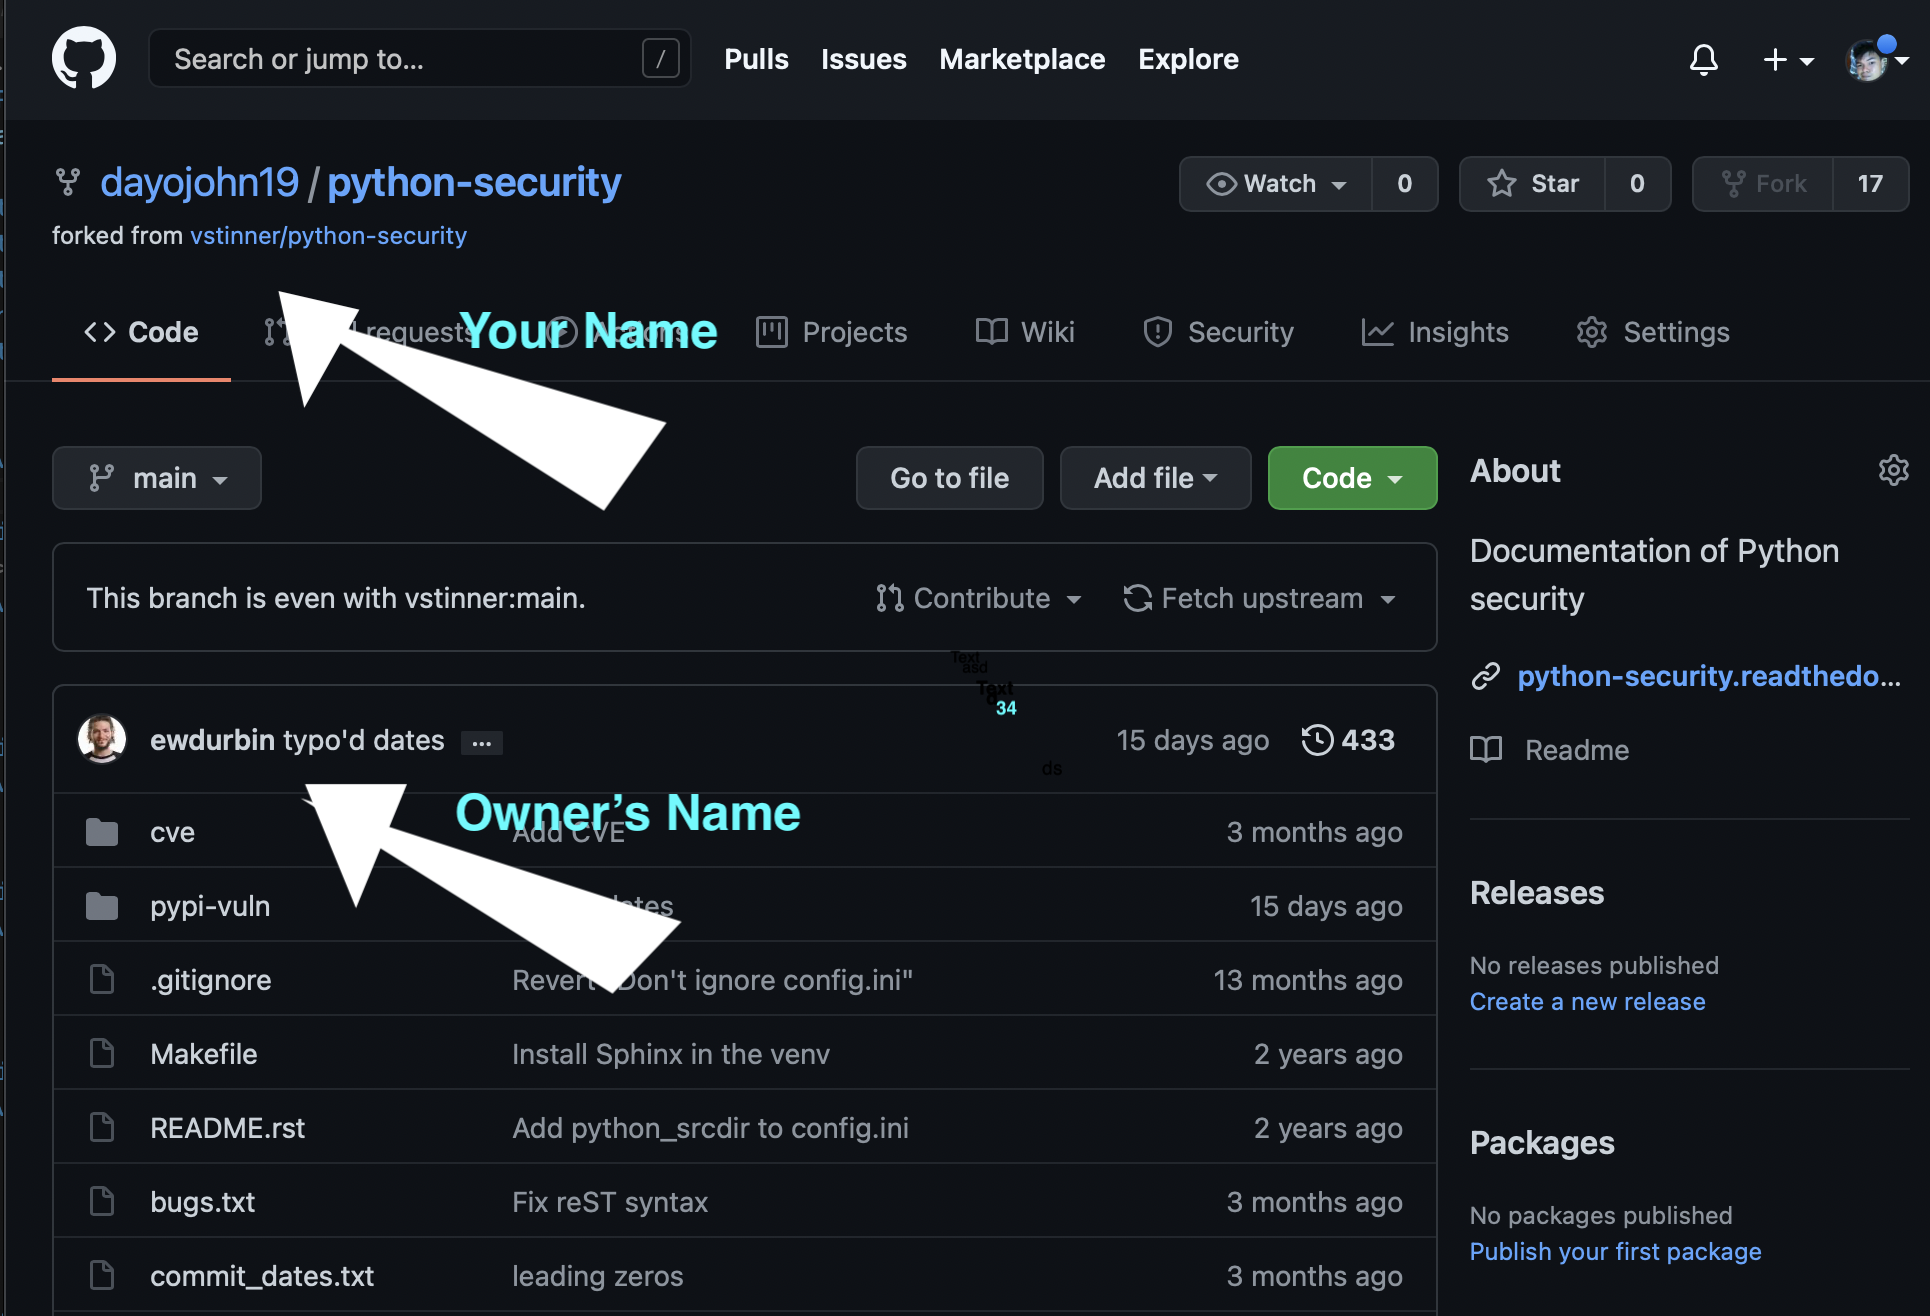 Search or jump to... /
Pulls Issues Marketplace Explore
dayojohn19 / python-security
Watch 0 Star 0 Fork 17
forked from vstinner/python-security
Code requests Projects Wiki Security Insights Settings
Your Name
main Go to file Add file Code
This branch is even with vstinner:main. Contribute Fetch upstream
Text
asd
Text
34
ewdurbin typo'd dates ... 15 days ago 433
ds
Owner’s Name
cve Add CVE 3 months ago
pypi-vuln 15 days ago
.gitignore Revert Don't ignore config.ini" 13 months ago
Makefile Install Sphinx in the venv 2 years ago
README.rst Add python_srcdir to config.ini 2 years ago
bugs.txt Fix reST syntax 3 months ago
commit_dates.txt leading zeros 3 months ago
About
Documentation of Python
security
python-security.readthedo...
Readme
Releases
No releases published
Create a new release
Packages
No packages published
Publish your first package